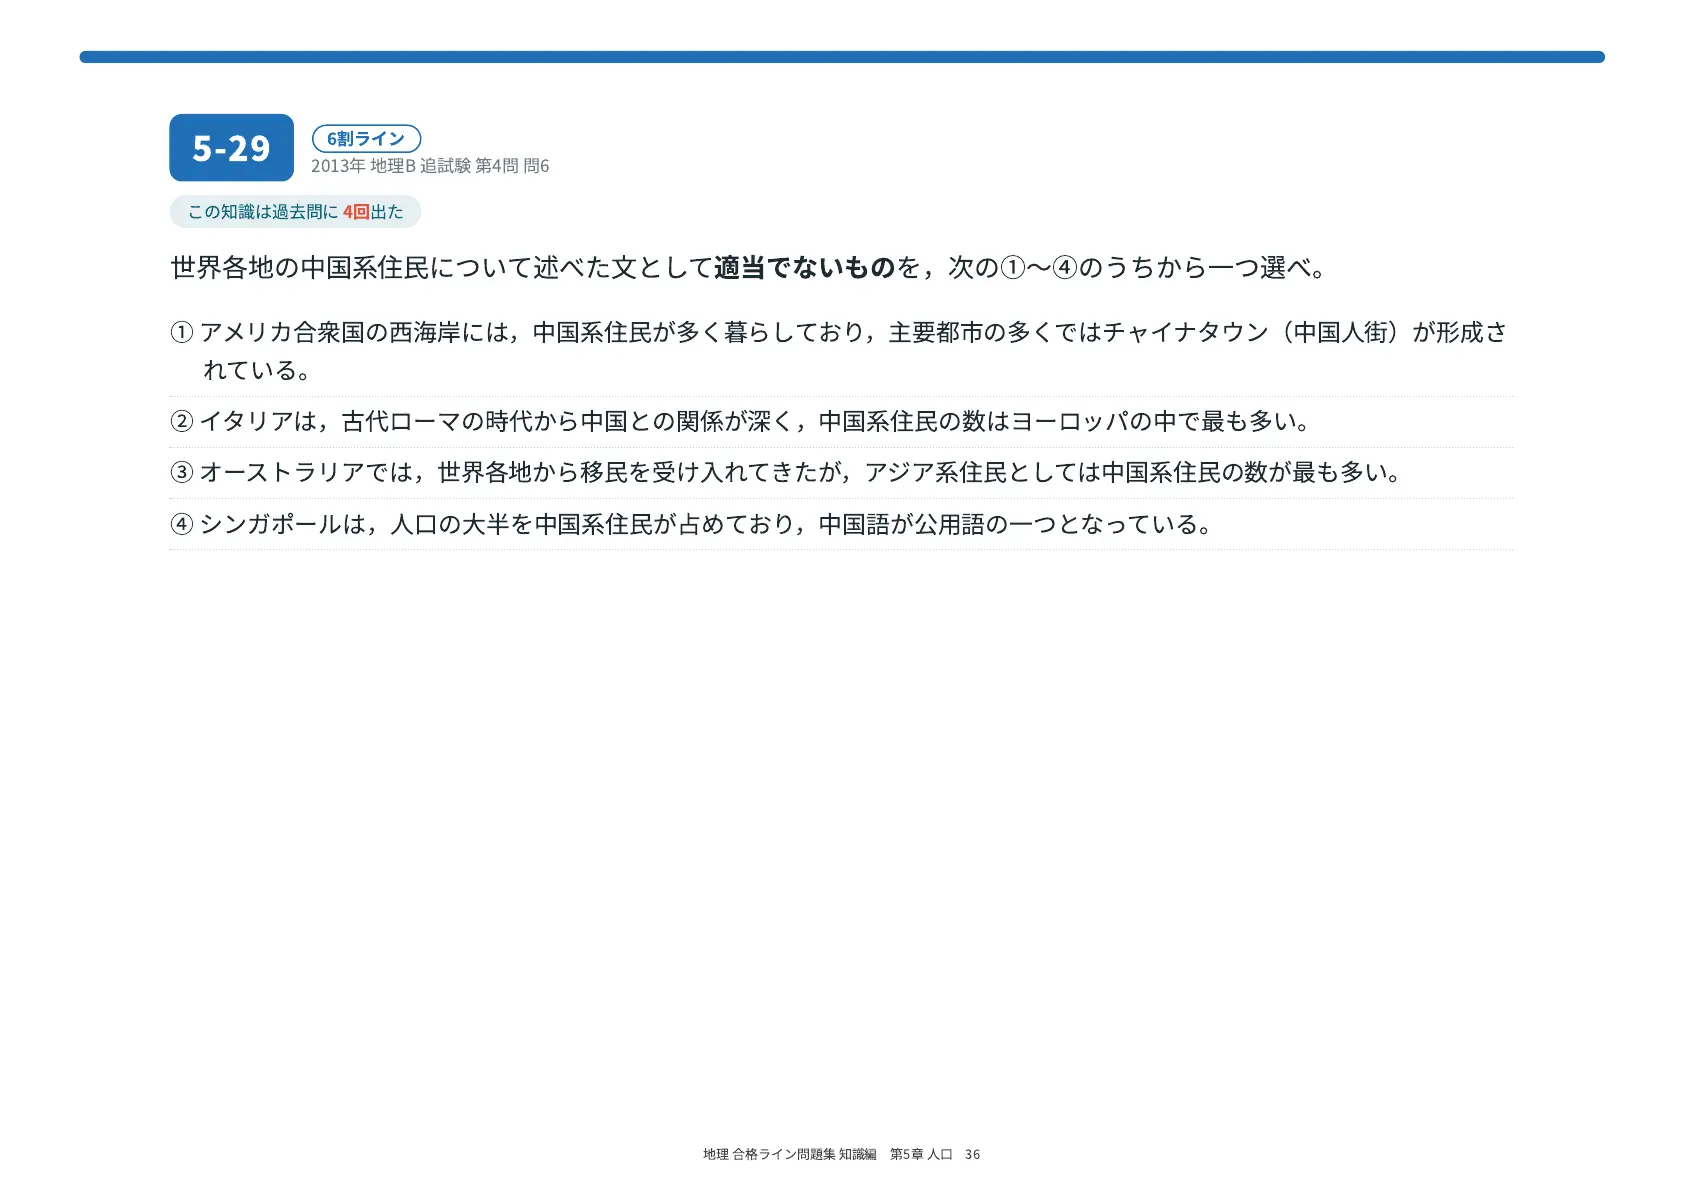 5-29
6割ライン
2013年 地理B 追試験 第4問 問6
この知識は過去問に 4回出た
世界各地の中国系住民について述べた文として適当でないものを，次の①～④のうちから一つ選べ。
① アメリカ合衆国の西海岸には，中国系住民が多く暮らしており，主要都市の多くではチャイナタウン（中国人街）が形成さ
れている。
② イタリアは，古代ローマの時代から中国との関係が深く，中国系住民の数はヨーロッパの中で最も多い。
③ オーストラリアでは，世界各地から移民を受け入れてきたが，アジア系住民としては中国系住民の数が最も多い。
④ シンガポールは，人口の大半を中国系住民が占めており，中国語が公用語の一つとなっている。
地理 合格ライン問題集 知識編　第5章 人口　36